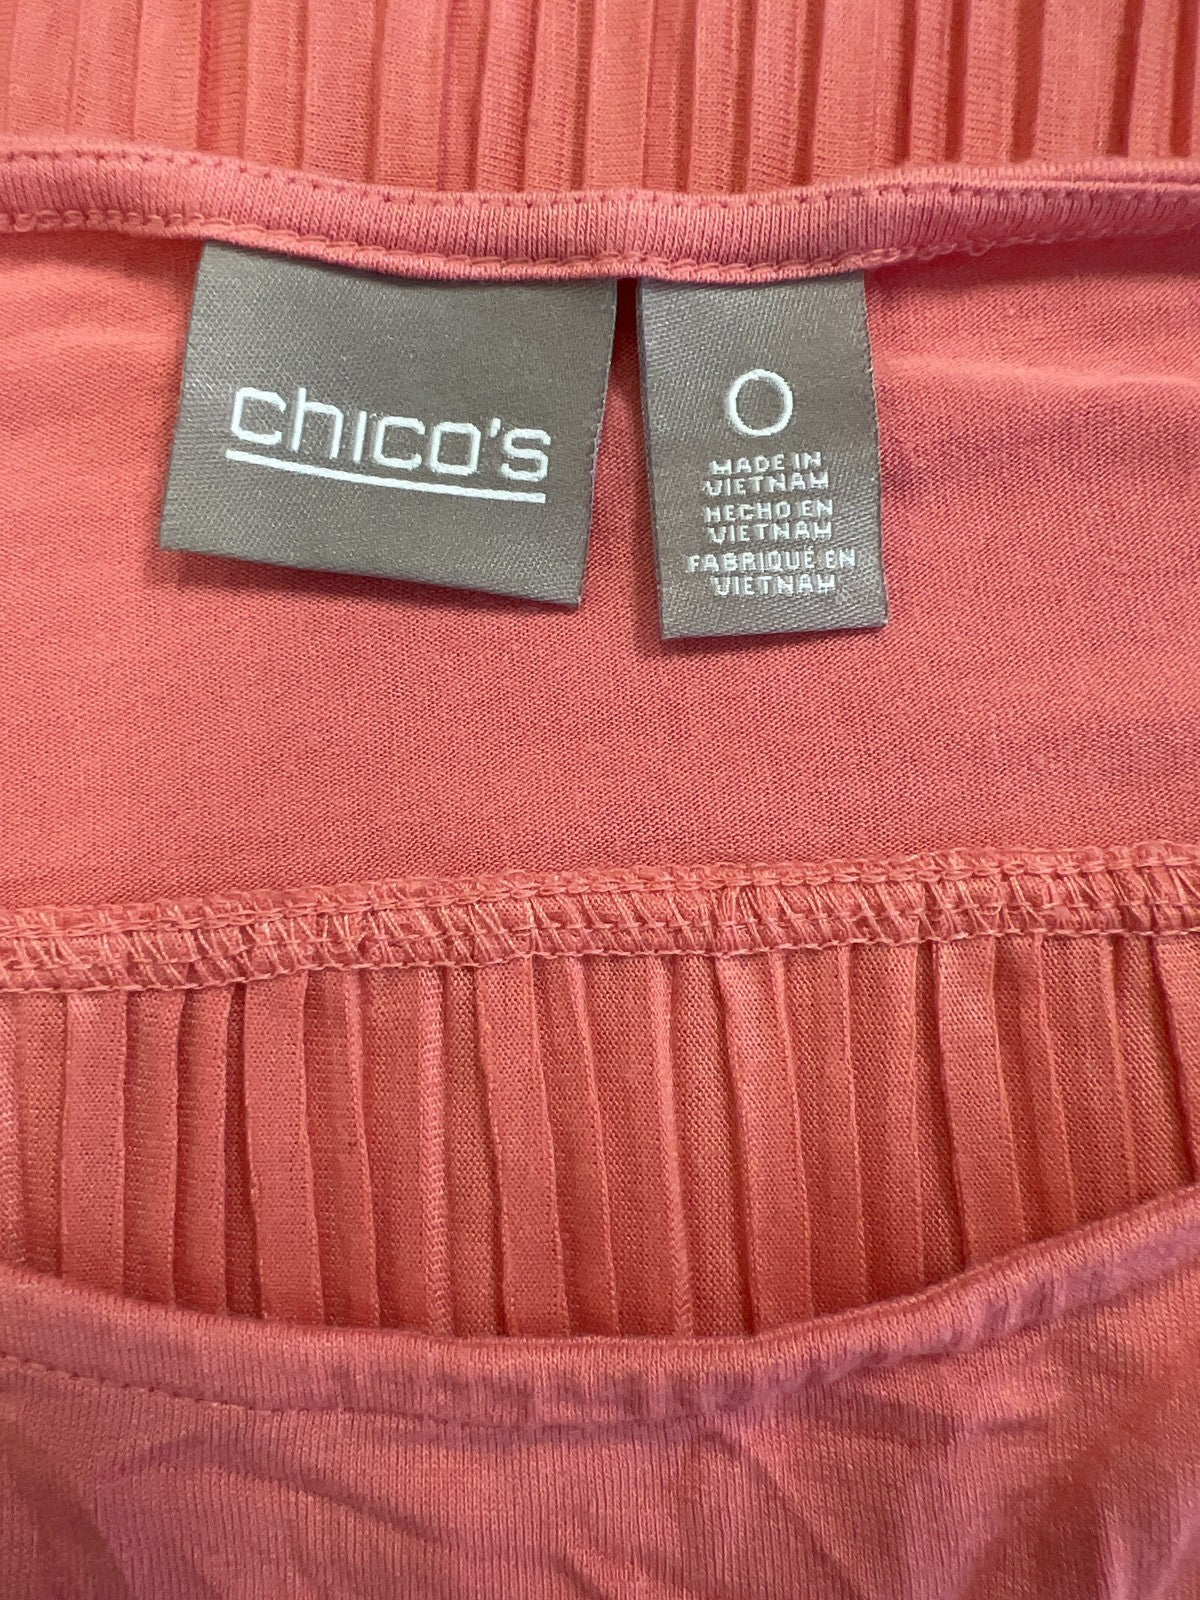 chico's
0
MADE IN
VIETNAM
HECHO EN
VIETNAM
FABRIQUÉ EN
VIETNAM